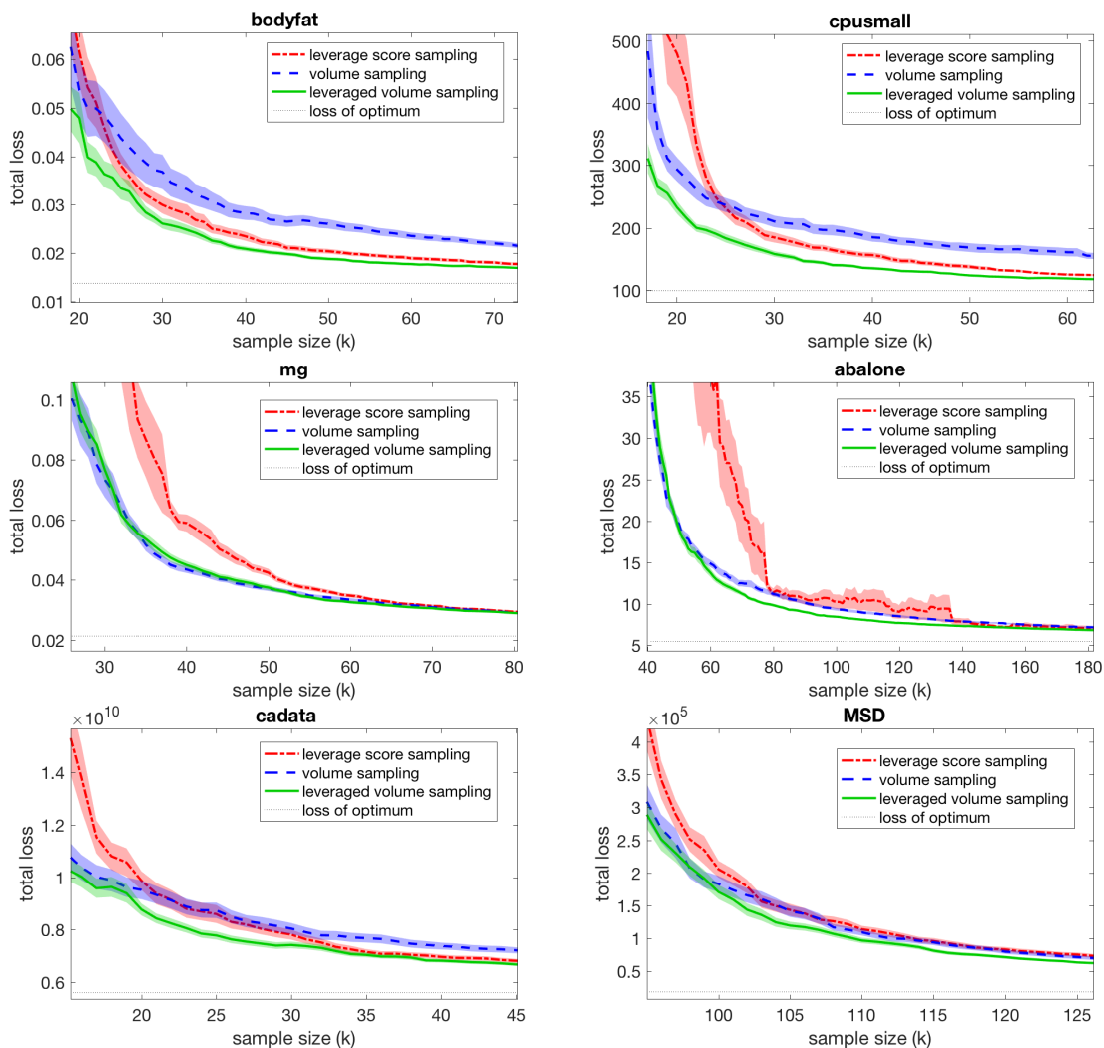 bodyfat
leverage score sampling
volume sampling
leveraged volume sampling
loss of optimum
total loss
0.06
0.05
0.04
0.03
0.02
0.01
20 30 40 50 60 70
sample size (k)
cpusmall
leverage score sampling
volume sampling
leveraged volume sampling
loss of optimum
total loss
500
400
300
200
100
20 30 40 50 60
sample size (k)
mg
leverage score sampling
volume sampling
leveraged volume sampling
loss of optimum
total loss
0.1
0.08
0.06
0.04
0.02
30 40 50 60 70 80
sample size (k)
abalone
leverage score sampling
volume sampling
leveraged volume sampling
loss of optimum
total loss
35
30
25
20
15
10
5
40 60 80 100 120 140 160 180
sample size (k)
cadata
×10^10
leverage score sampling
volume sampling
leveraged volume sampling
loss of optimum
total loss
1.4
1.2
1
0.8
0.6
20 25 30 35 40 45
sample size (k)
MSD
×10^5
leverage score sampling
volume sampling
leveraged volume sampling
loss of optimum
total loss
4
3.5
3
2.5
2
1.5
1
0.5
100 105 110 115 120 125
sample size (k)